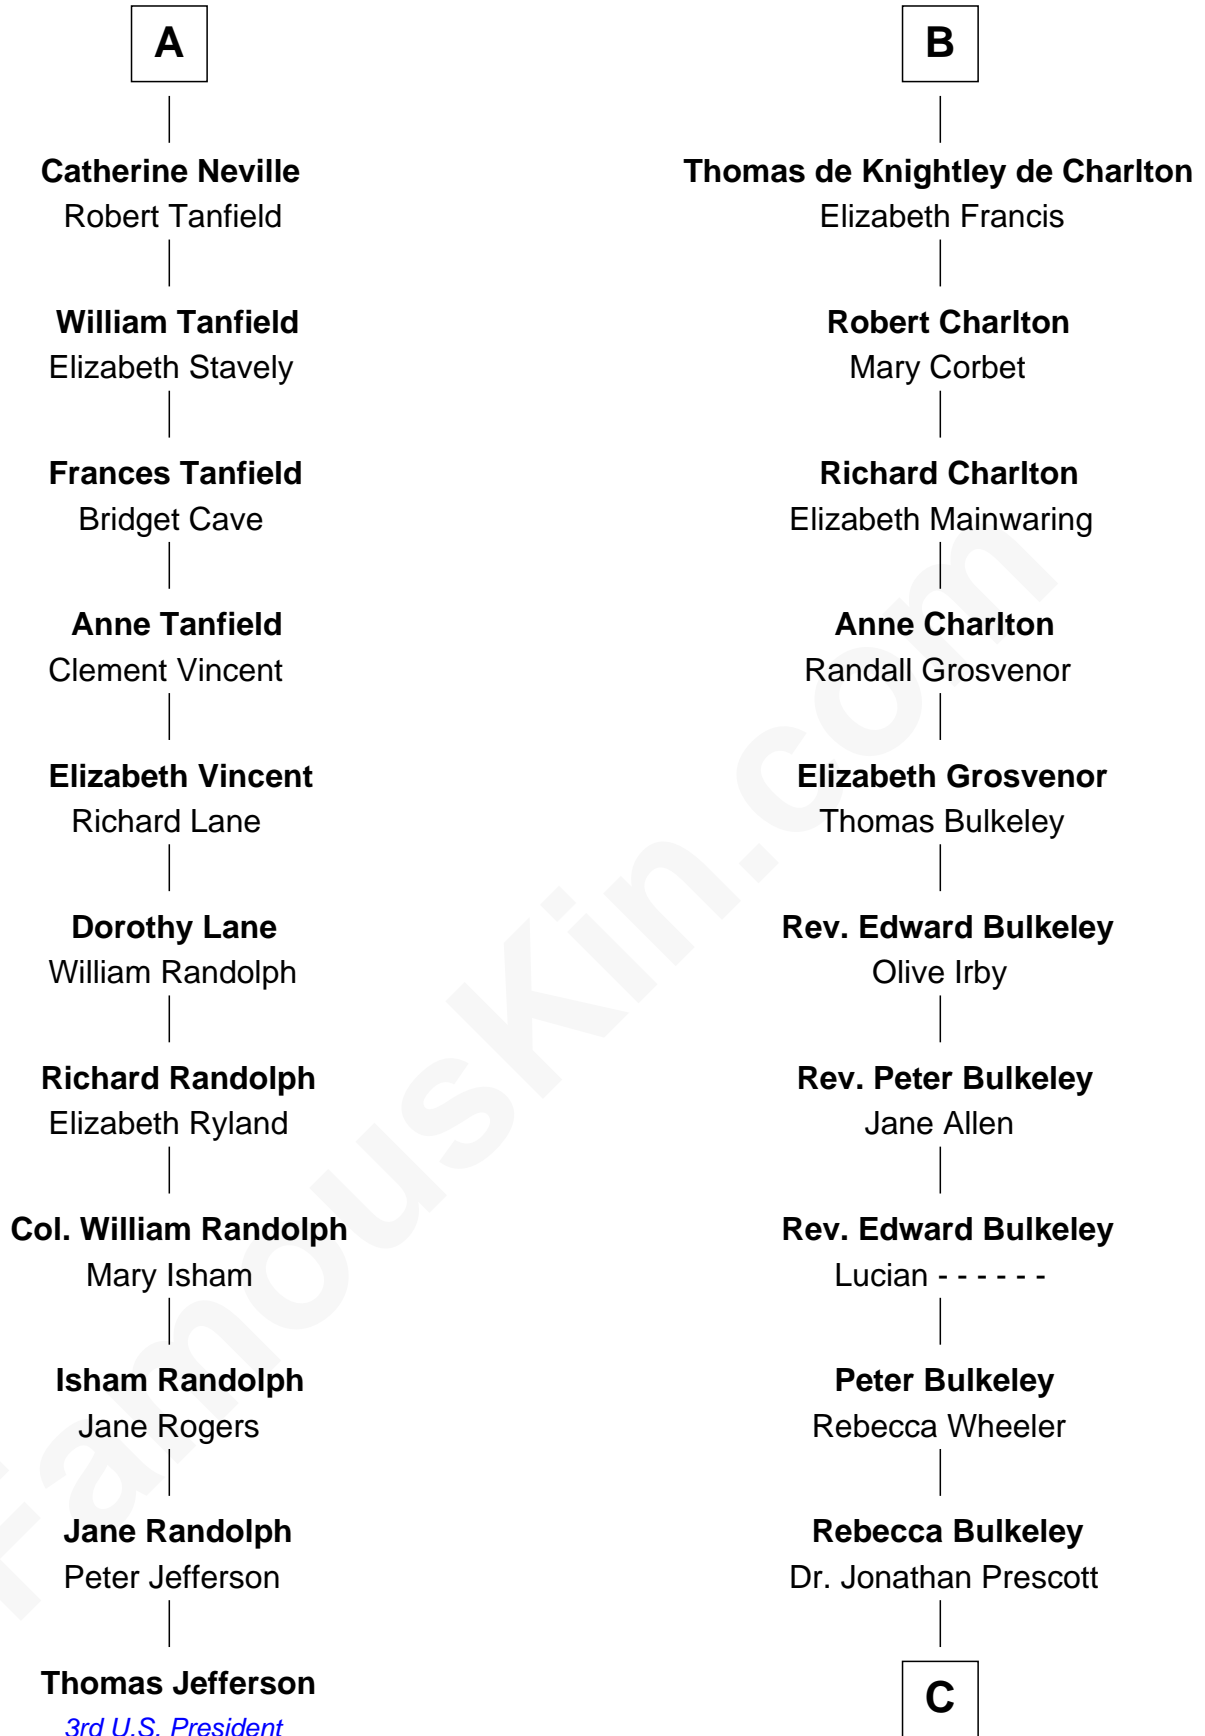 A
Catherine Neville
Robert Tanfield
William Tanfield
Elizabeth Stavely
Frances Tanfield
Bridget Cave
Anne Tanfield
Clement Vincent
Elizabeth Vincent
Richard Lane
Dorothy Lane
William Randolph
Richard Randolph
Elizabeth Ryland
Col. William Randolph
Mary Isham
Isham Randolph
Jane Rogers
Jane Randolph
Peter Jefferson
Thomas Jefferson
3rd U.S. President
B
Thomas de Knightley de Charlton
Elizabeth Francis
Robert Charlton
Mary Corbet
Richard Charlton
Elizabeth Mainwaring
Anne Charlton
Randall Grosvenor
Elizabeth Grosvenor
Thomas Bulkeley
Rev. Edward Bulkeley
Olive Irby
Rev. Peter Bulkeley
Jane Allen
Rev. Edward Bulkeley
Lucian - - - - - -
Peter Bulkeley
Rebecca Wheeler
Rebecca Bulkeley
Dr. Jonathan Prescott
C
FamousKin.com